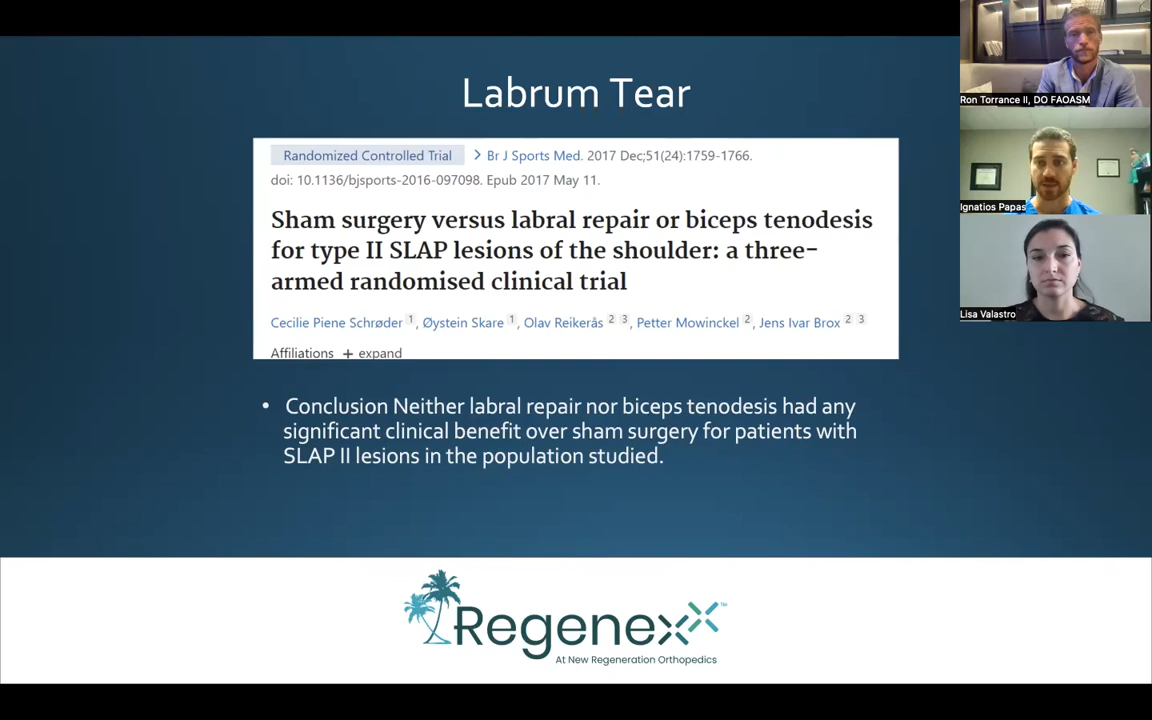 Labrum Tear
Randomized Controlled Trial > Br J Sports Med. 2017 Dec;51(24):1759-1766.
doi: 10.1136/bjsports-2016-097098. Epub 2017 May 11.
Sham surgery versus labral repair or biceps tenodesis
for type II SLAP lesions of the shoulder: a three-
armed randomised clinical trial
Cecilie Piene Schrøder 1, Øystein Skare 1, Olav Reikerås 2 3, Petter Mowinckel 2, Jens Ivar Brox 2 3
Affiliations + expand
• Conclusion Neither labral repair nor biceps tenodesis had any
significant clinical benefit over sham surgery for patients with
SLAP II lesions in the population studied.
Regenexx™
At New Regeneration Orthopedics
Ron Torrance II, DO FAOASM
Ignatios Papas
Lisa Valastro